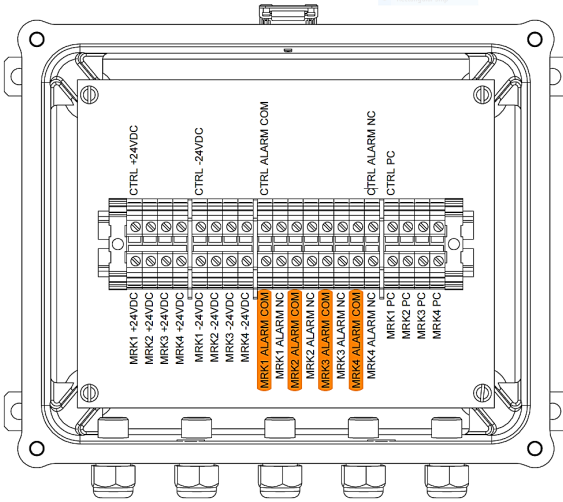 CTRL +24VDC
CTRL -24VDC
CTRL ALARM COM
CTRL ALARM NC
CTRL PC
MRK1 +24VDC
MRK2 +24VDC
MRK3 +24VDC
MRK4 +24VDC
MRK1 -24VDC
MRK2 -24VDC
MRK3 -24VDC
MRK4 -24VDC
MRK1 ALARM COM
MRK1 ALARM NC
MRK2 ALARM COM
MRK2 ALARM NC
MRK3 ALARM COM
MRK3 ALARM NC
MRK4 ALARM COM
MRK4 ALARM NC
MRK1 PC
MRK2 PC
MRK3 PC
MRK4 PC